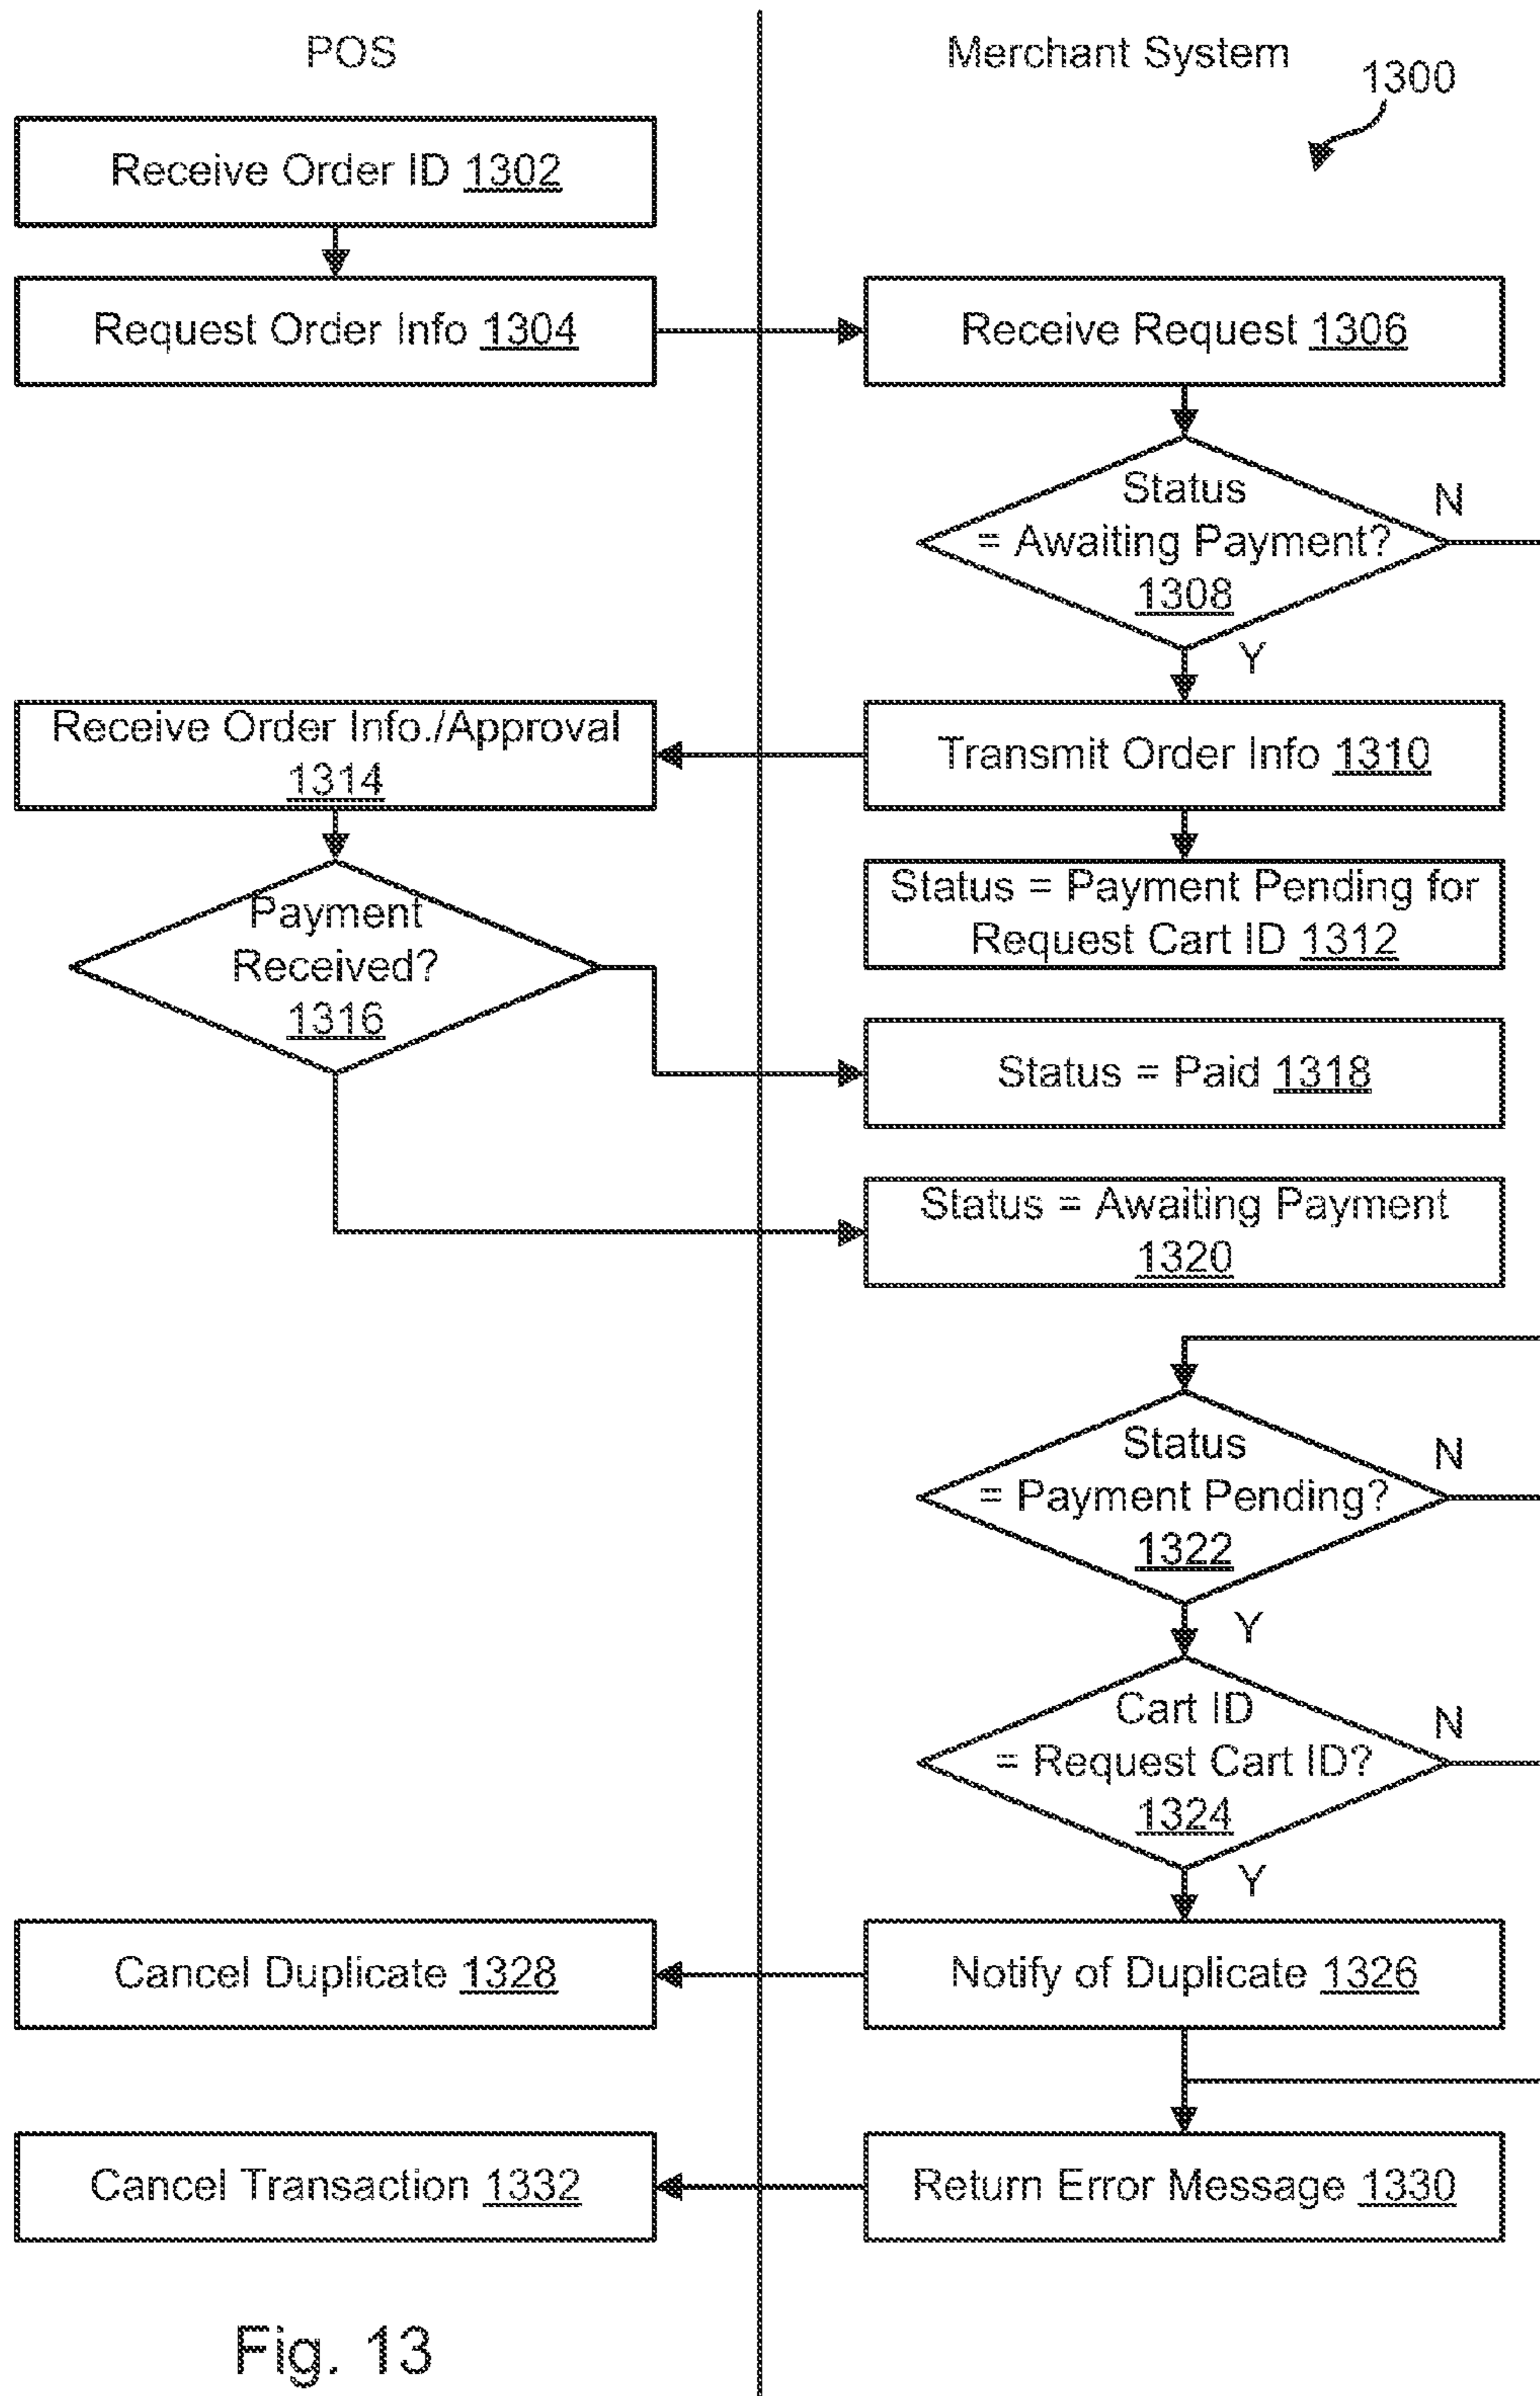 POS
Merchant System
1300
Receive Order ID 1302
Request Order Info 1304
Receive Request 1306
Status
= Awaiting Payment?
1308
N
Y
Receive Order Info./Approval
1314
Transmit Order Info 1310
Payment
Received?
1316
Status = Payment Pending for
Request Cart ID 1312
Status = Paid 1318
Status = Awaiting Payment
1320
Status
= Payment Pending?
1322
N
Y
Cart ID
= Request Cart ID?
1324
N
Y
Cancel Duplicate 1328
Notify of Duplicate 1326
Cancel Transaction 1332
Return Error Message 1330
Fig. 13